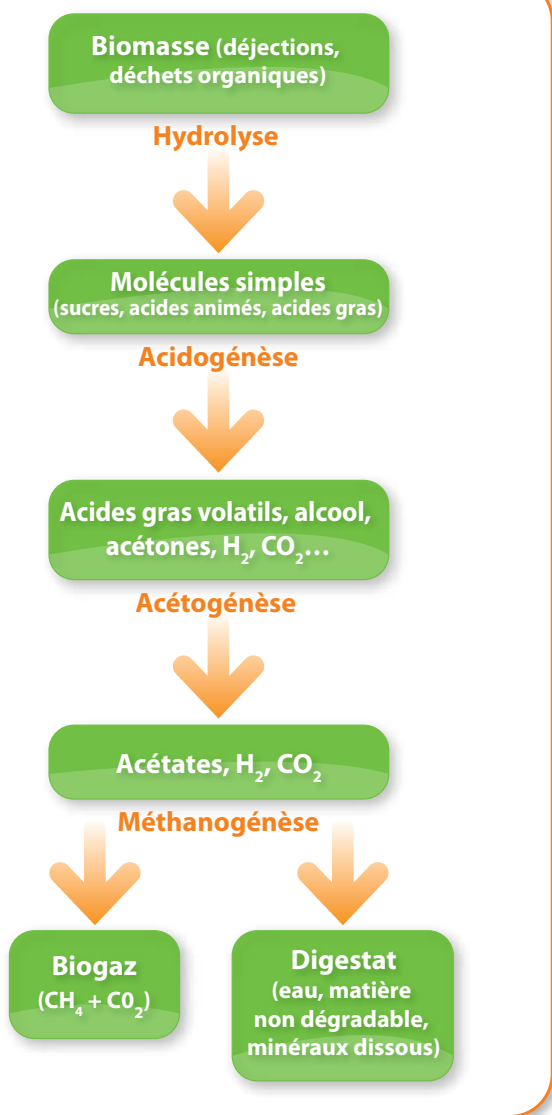 Biomasse (déjections,
déchets organiques)
Hydrolyse
Molécules simples
(sucres, acides animés, acides gras)
Acidogénèse
Acides gras volatils, alcool,
acétones, H₂, CO₂…
Acétogénèse
Acétates, H₂, CO₂
Méthanogénèse
Biogaz
(CH₄ + C0₂)
Digestat
(eau, matière
non dégradable,
minéraux dissous)